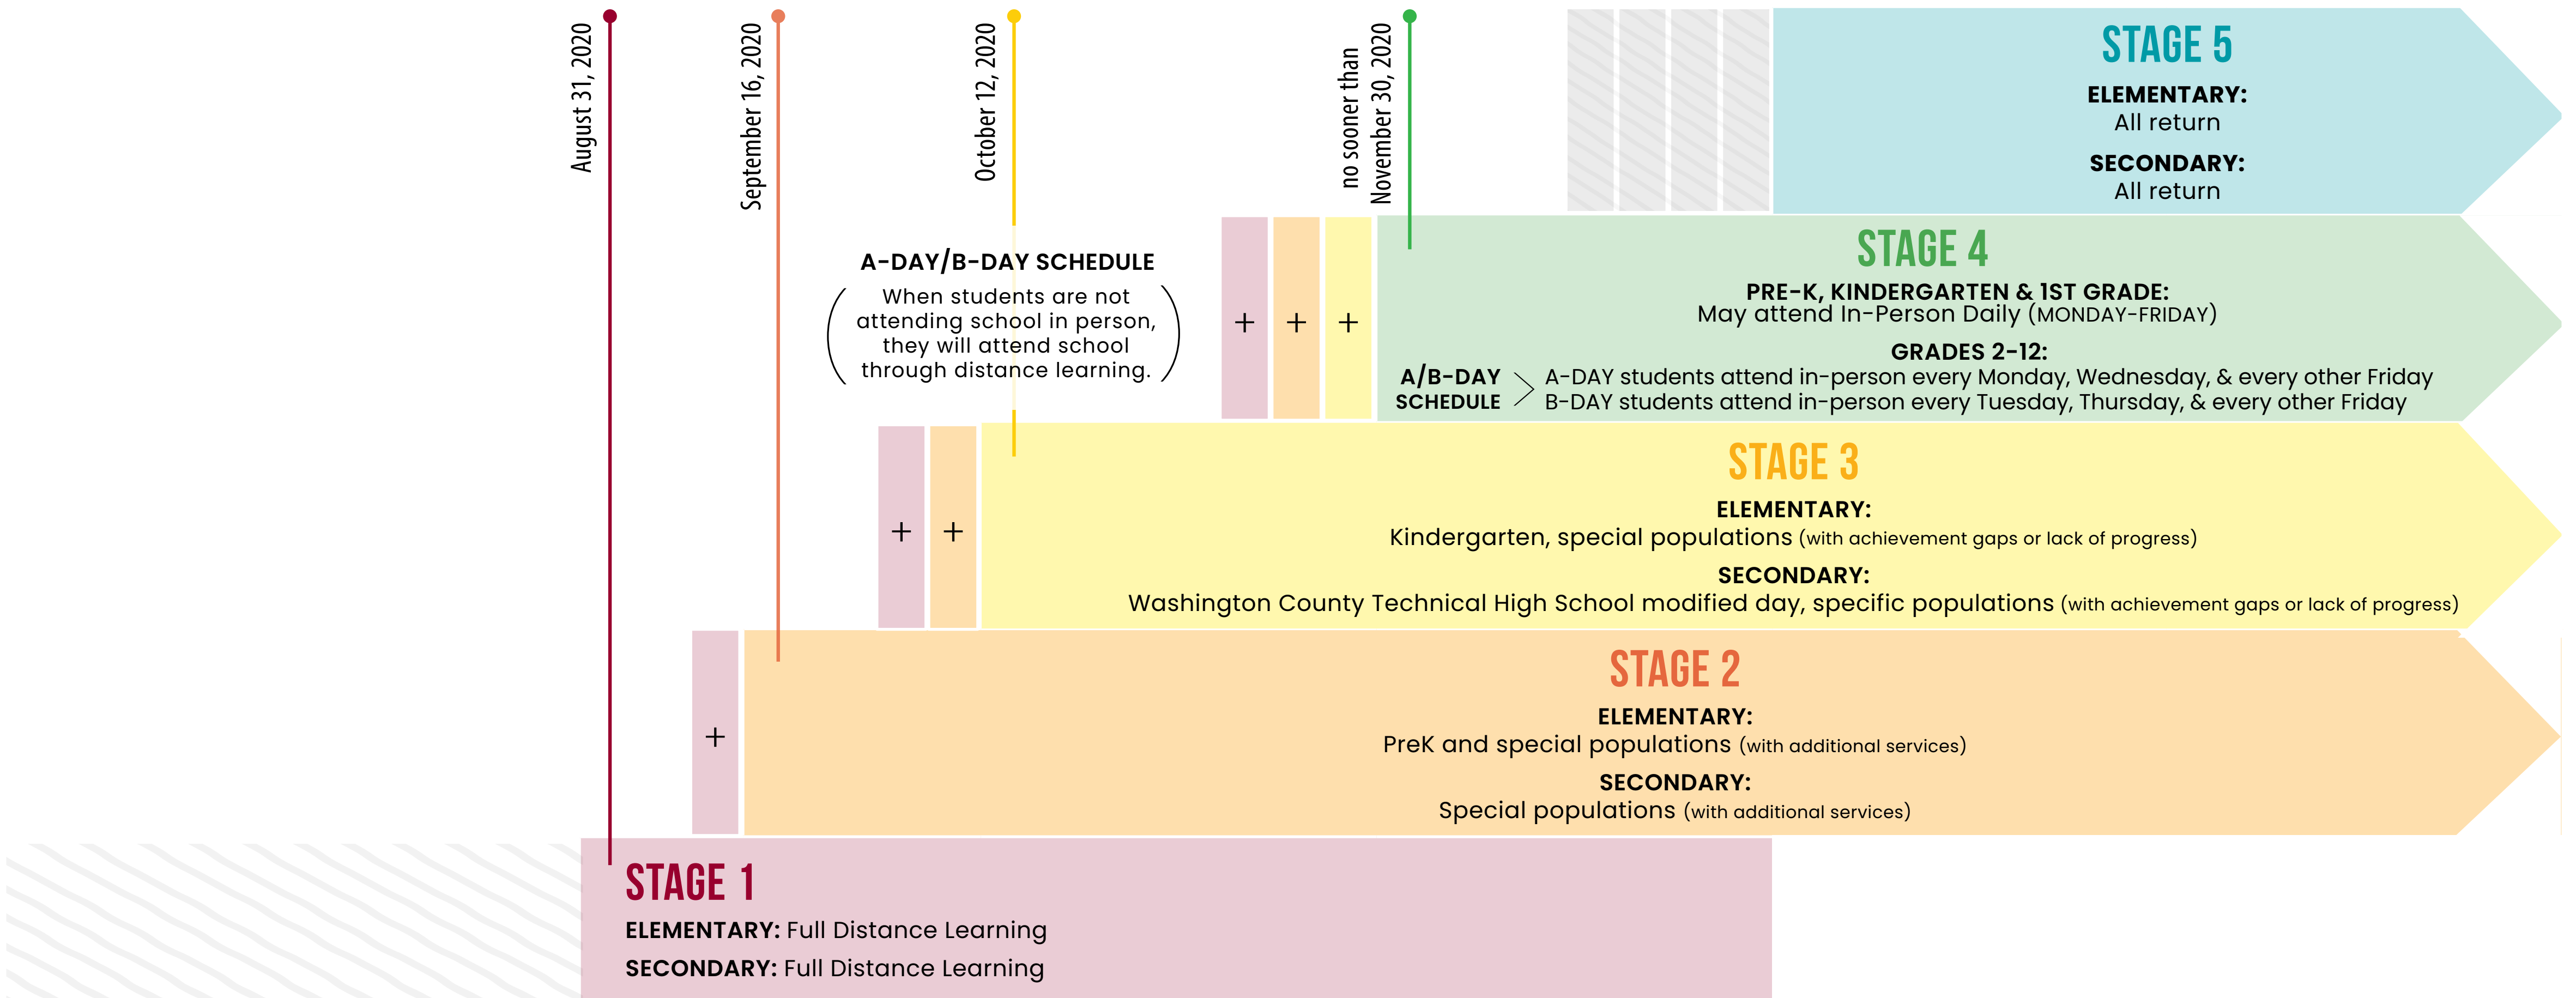 August 31, 2020
September 16, 2020
October 12, 2020
no sooner than
November 30, 2020
STAGE 5
ELEMENTARY:
All return
SECONDARY:
All return
A-DAY/B-DAY SCHEDULE
(When students are not
attending school in person,
they will attend school
through distance learning.)
+ + +
STAGE 4
PRE-K, KINDERGARTEN & 1ST GRADE:
May attend In-Person Daily (MONDAY-FRIDAY)
GRADES 2-12:
A/B-DAY
SCHEDULE
A-DAY students attend in-person every Monday, Wednesday, & every other Friday
B-DAY students attend in-person every Tuesday, Thursday, & every other Friday
+ +
STAGE 3
ELEMENTARY:
Kindergarten, special populations (with achievement gaps or lack of progress)
SECONDARY:
Washington County Technical High School modified day, specific populations (with achievement gaps or lack of progress)
+
STAGE 2
ELEMENTARY:
PreK and special populations (with additional services)
SECONDARY:
Special populations (with additional services)
STAGE 1
ELEMENTARY: Full Distance Learning
SECONDARY: Full Distance Learning